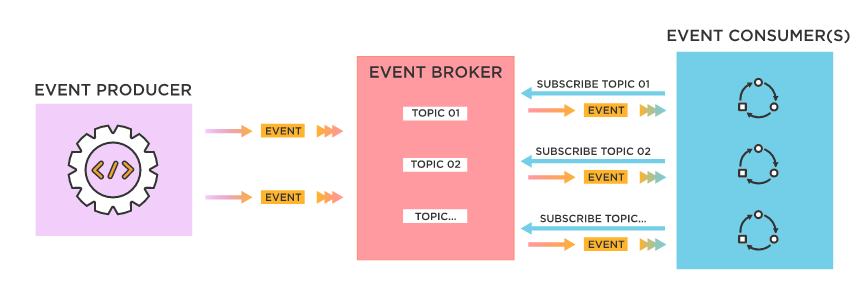 EVENT PRODUCER
</>
EVENT
EVENT
EVENT BROKER
TOPIC 01
TOPIC 02
TOPIC...
SUBSCRIBE TOPIC 01
EVENT
SUBSCRIBE TOPIC 02
EVENT
SUBSCRIBE TOPIC...
EVENT
EVENT CONSUMER(S)